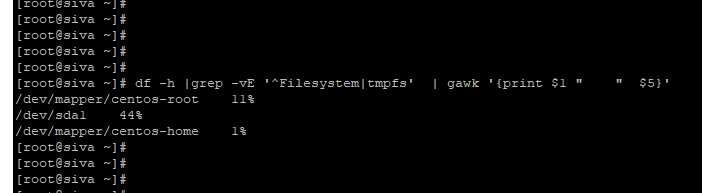 [root@siva ~]#
[root@siva ~]#
[root@siva ~]#
[root@siva ~]#
[root@siva ~]#
[root@siva ~]# df -h |grep -vE '^Filesystem|tmpfs'  | gawk '{print $1 "    "  $5}'
/dev/mapper/centos-root    11%
/dev/sda1    44%
/dev/mapper/centos-home    1%
[root@siva ~]#
[root@siva ~]#
[root@siva ~]#
[root@siva ~]#